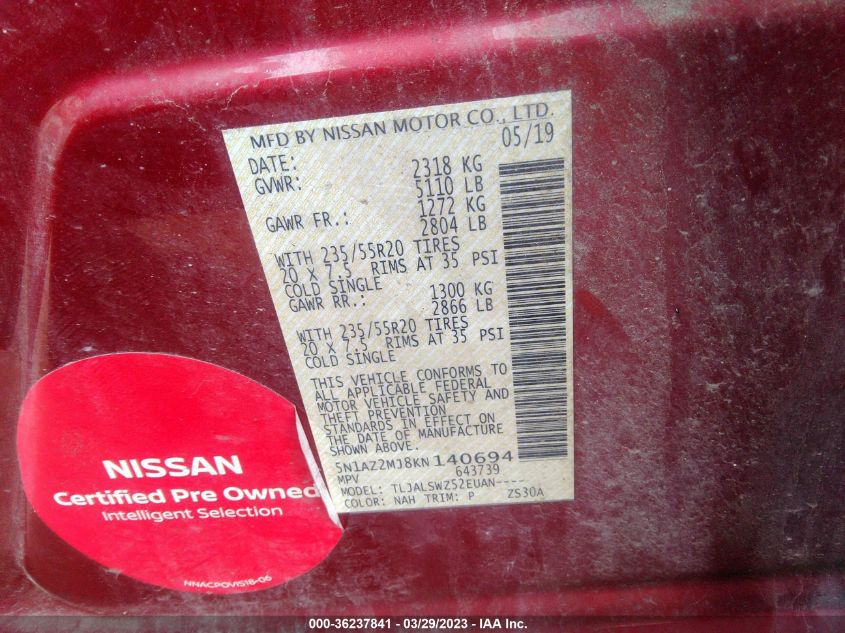 MFD BY NISSAN MOTOR CO., LTD.
DATE: 05/19
GVWR: 2318 KG
5110 LB
GAWR FR.: 1272 KG
2804 LB
WITH 235/55R20 TIRES
20 X 7.5 RIMS AT 35 PSI
COLD SINGLE
GAWR RR.: 1300 KG
2866 LB
WITH 235/55R20 TIRES
20 X 7.5 RIMS AT 35 PSI
COLD SINGLE
THIS VEHICLE CONFORMS TO
ALL APPLICABLE FEDERAL
MOTOR VEHICLE SAFETY AND
THEFT PREVENTION
STANDARDS IN EFFECT ON
THE DATE OF MANUFACTURE
SHOWN ABOVE.
5N1AZ2MJ8KN140694
MPV 643739
MODEL: TLJALSWZS2EUAN----
COLOR: NAH TRIM: P ZS30A
NISSAN
Certified Pre Owned
Intelligent Selection
NNACPOVIS18-06
000-36237841 - 03/29/2023 - IAA Inc.